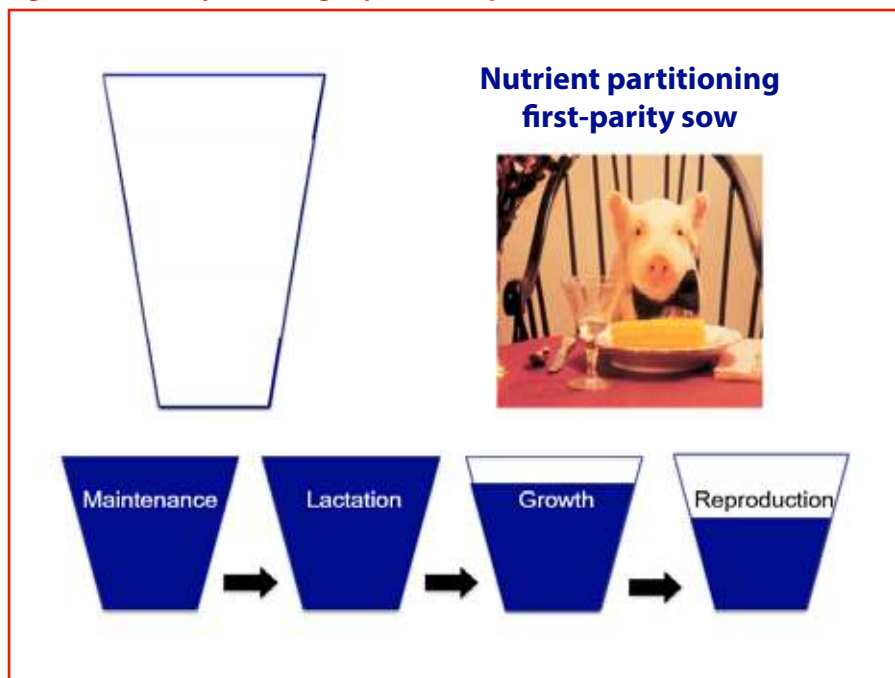 Nutrient partitioning
first-parity sow
Maintenance
Lactation
Growth
Reproduction